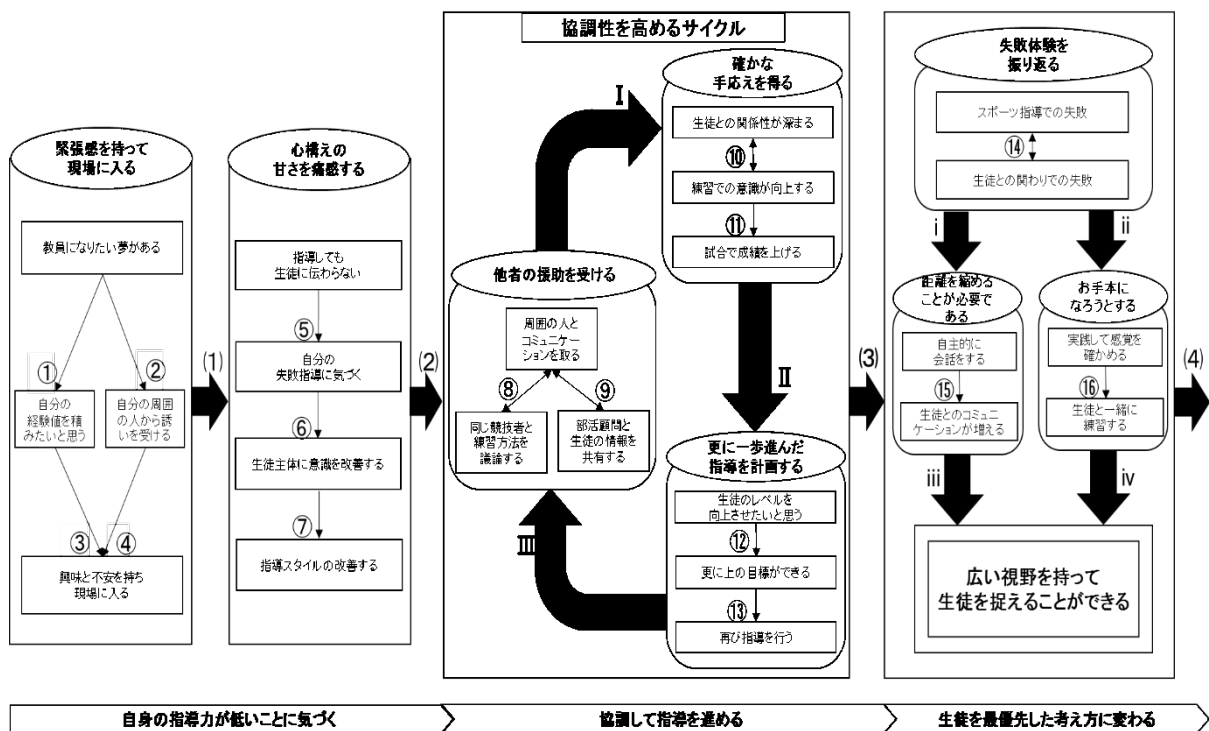 緊張感を持って
現場に入る
教員になりたい夢がある
①
②
自分の
経験値を積
みたいと思う
自分の周囲
の人から誘
いを受ける
③
④
興味と不安を持ち
現場に入る
(1)
心構えの
甘さを痛感する
指導しても
生徒に伝わらない
⑤
自分の
失敗指導に気づく
⑥
生徒主体に意識を改善する
⑦
指導スタイルの改善する
(2)
協調性を高めるサイクル
Ⅰ
確かな
手応えを得る
生徒との関係性が深まる
⑩
練習での意識が向上する
⑪
試合で成績を上げる
他者の援助を受ける
周囲の人と
コミュニケー
ションを取る
⑧
⑨
同じ競技者と
練習方法を
議論する
部活顧問と
生徒の情報を
共有する
Ⅱ
更に一歩進んだ
指導を計画する
生徒のレベルを
向上させたいと思う
⑫
更に上の目標ができる
⑬
再び指導を行う
Ⅲ
(3)
失敗体験を
振り返る
スポーツ指導での失敗
⑭
生徒との関わりでの失敗
ⅰ
ⅱ
距離を縮める
ことが必要で
ある
自主的に
会話をする
⑮
生徒とのコミュニ
ケーションが増える
お手本に
なろうとする
実践して感覚を
確かめる
⑯
生徒と一緒に
練習する
ⅲ
ⅳ
広い視野を持って
生徒を捉えることができる
(4)
自身の指導力が低いことに気づく
協調して指導を進める
生徒を最優先した考え方に変わる